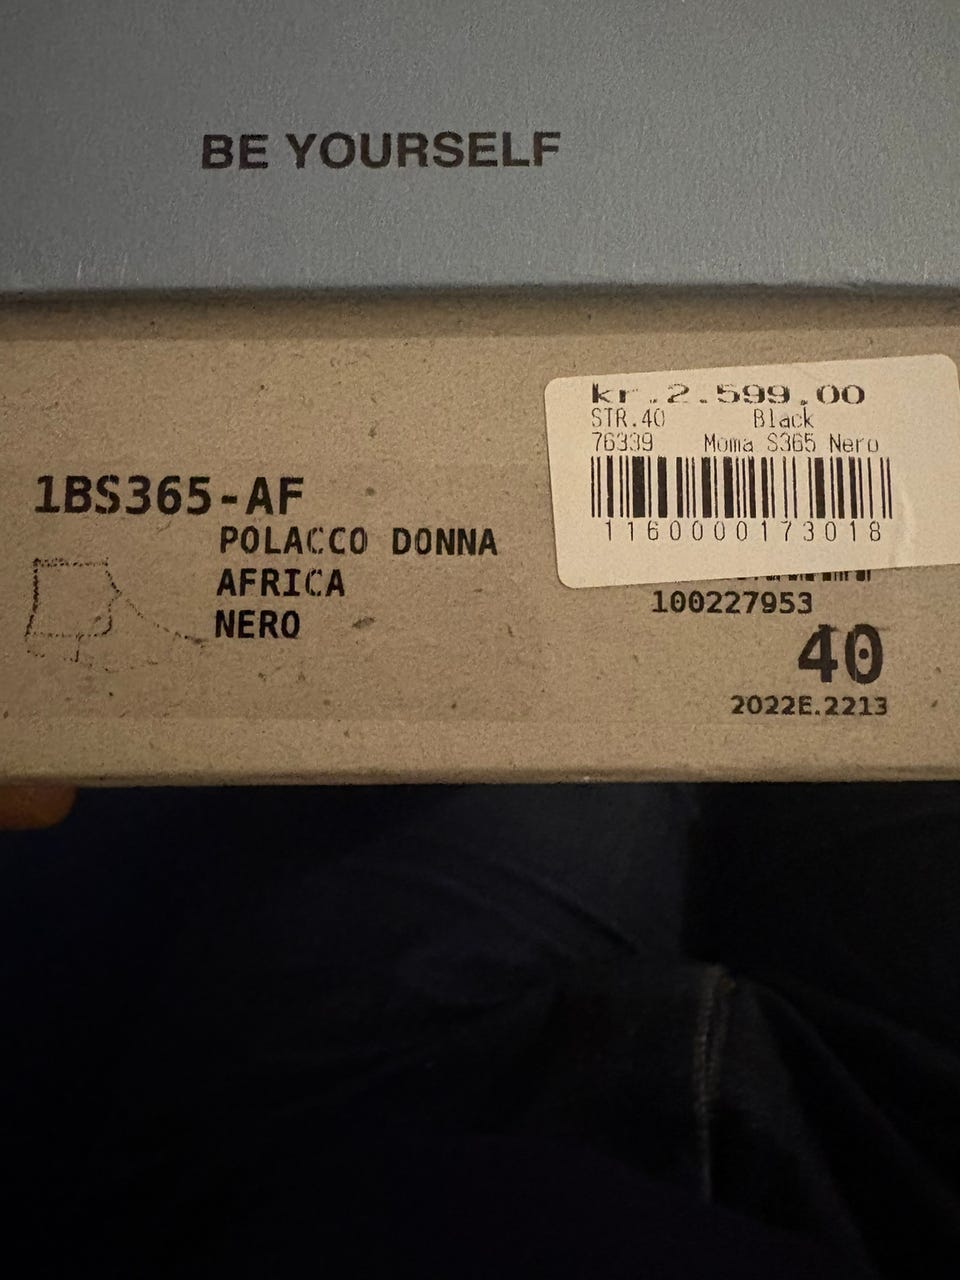 BE YOURSELF
kr.2.599,00
STR.40 Black
76339 Moma S365 Nero
1160000173018
1BS365-AF
POLACCO DONNA
AFRICA
NERO
100227953
40
2022E.2213